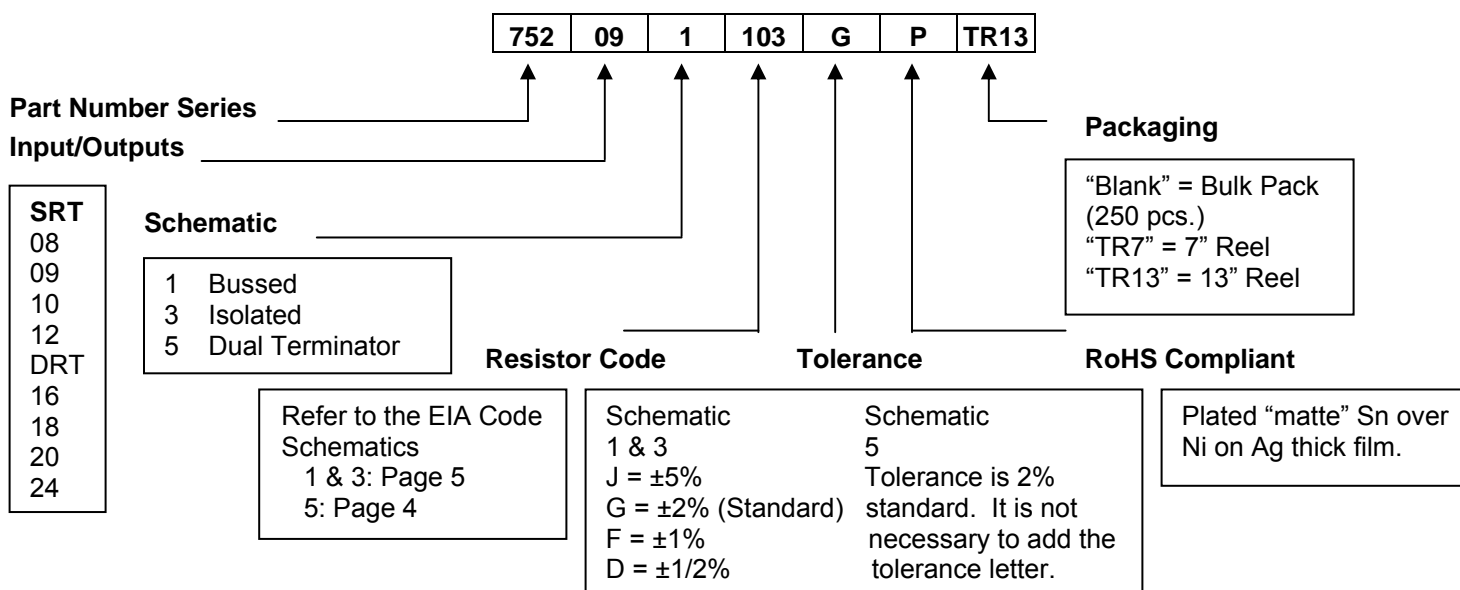 752 09 1 103 G P TR13
Part Number Series
Input/Outputs
Packaging
“Blank” = Bulk Pack
(250 pcs.)
“TR7” = 7” Reel
“TR13” = 13” Reel
SRT
08
09
10
12
DRT
16
18
20
24
Schematic
1 Bussed
3 Isolated
5 Dual Terminator
Resistor Code
Refer to the EIA Code
Schematics
1 & 3: Page 5
5: Page 4
Tolerance
Schematic
1 & 3
J = ±5%
G = ±2% (Standard)
F = ±1%
D = ±1/2%
Schematic
5
Tolerance is 2%
standard. It is not
necessary to add the
tolerance letter.
RoHS Compliant
Plated “matte” Sn over
Ni on Ag thick film.